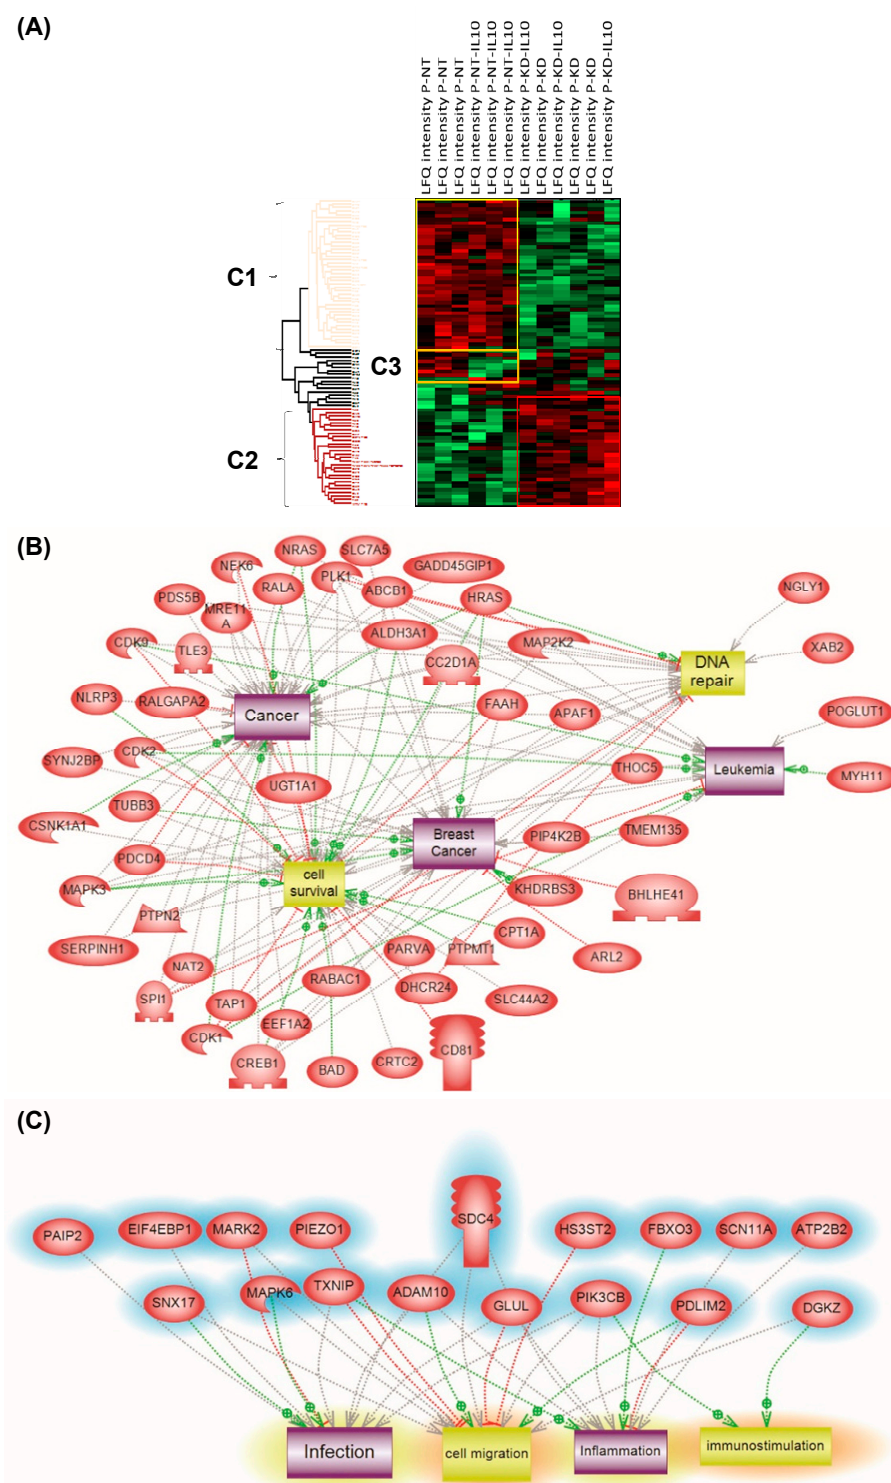 (A)
LFQ intensity P-NT
LFQ intensity P-NT
LFQ intensity P-NT
LFQ intensity P-NT-IL10
LFQ intensity P-NT-IL10
LFQ intensity P-NT-IL10
LFQ intensity P-KD-IL10
LFQ intensity P-KD
LFQ intensity P-KD-IL10
LFQ intensity P-KD
LFQ intensity P-KD
LFQ intensity P-KD-IL10
C1
C3
C2
(B)
NRAS
SLC7A5
NEK6
PLK1
GADD45GIP1
RALA
ABCB1
HRAS
NGLY1
PDS5B
MRE11
A
ALDH3A1
MAP2K2
CDK9
TLE3
CC2D1A
DNA
repair
XAB2
NLRP3
RALGAPA2
FAAH
APAF1
Cancer
POGLUT1
SYNJ2BP
CDK2
THOC5
Leukemia
MYH11
UGT1A1
TUBB3
CSNK1A1
Breast
Cancer
PIP4K2B
TMEM135
PDCD4
cell
survival
MAPK3
KHDRBS3
BHLHE41
PTPN2
CPT1A
SERPINH1
PARVA
PTPMT1
ARL2
NAT2
RABAC1
DHCR24
SPI1
TAP1
SLC44A2
EEF1A2
CDK1
CD81
CREB1
BAD
CRTC2
(C)
SDC4
PAIP2
EIF4EBP1
MARK2
PIEZO1
HS3ST2
FBXO3
SCN11A
ATP2B2
SNX17
MAPK6
TXNIP
ADAM10
GLUL
PIK3CB
PDLIM2
DGKZ
Infection
cell migration
Inflammation
immunostimulation